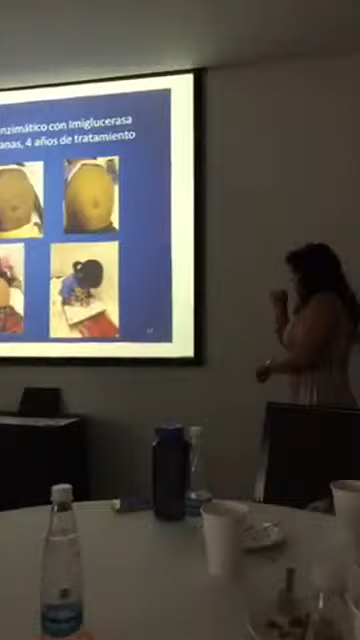 nzimático con Imiglucerasa
anas, 4 años de tratamiento